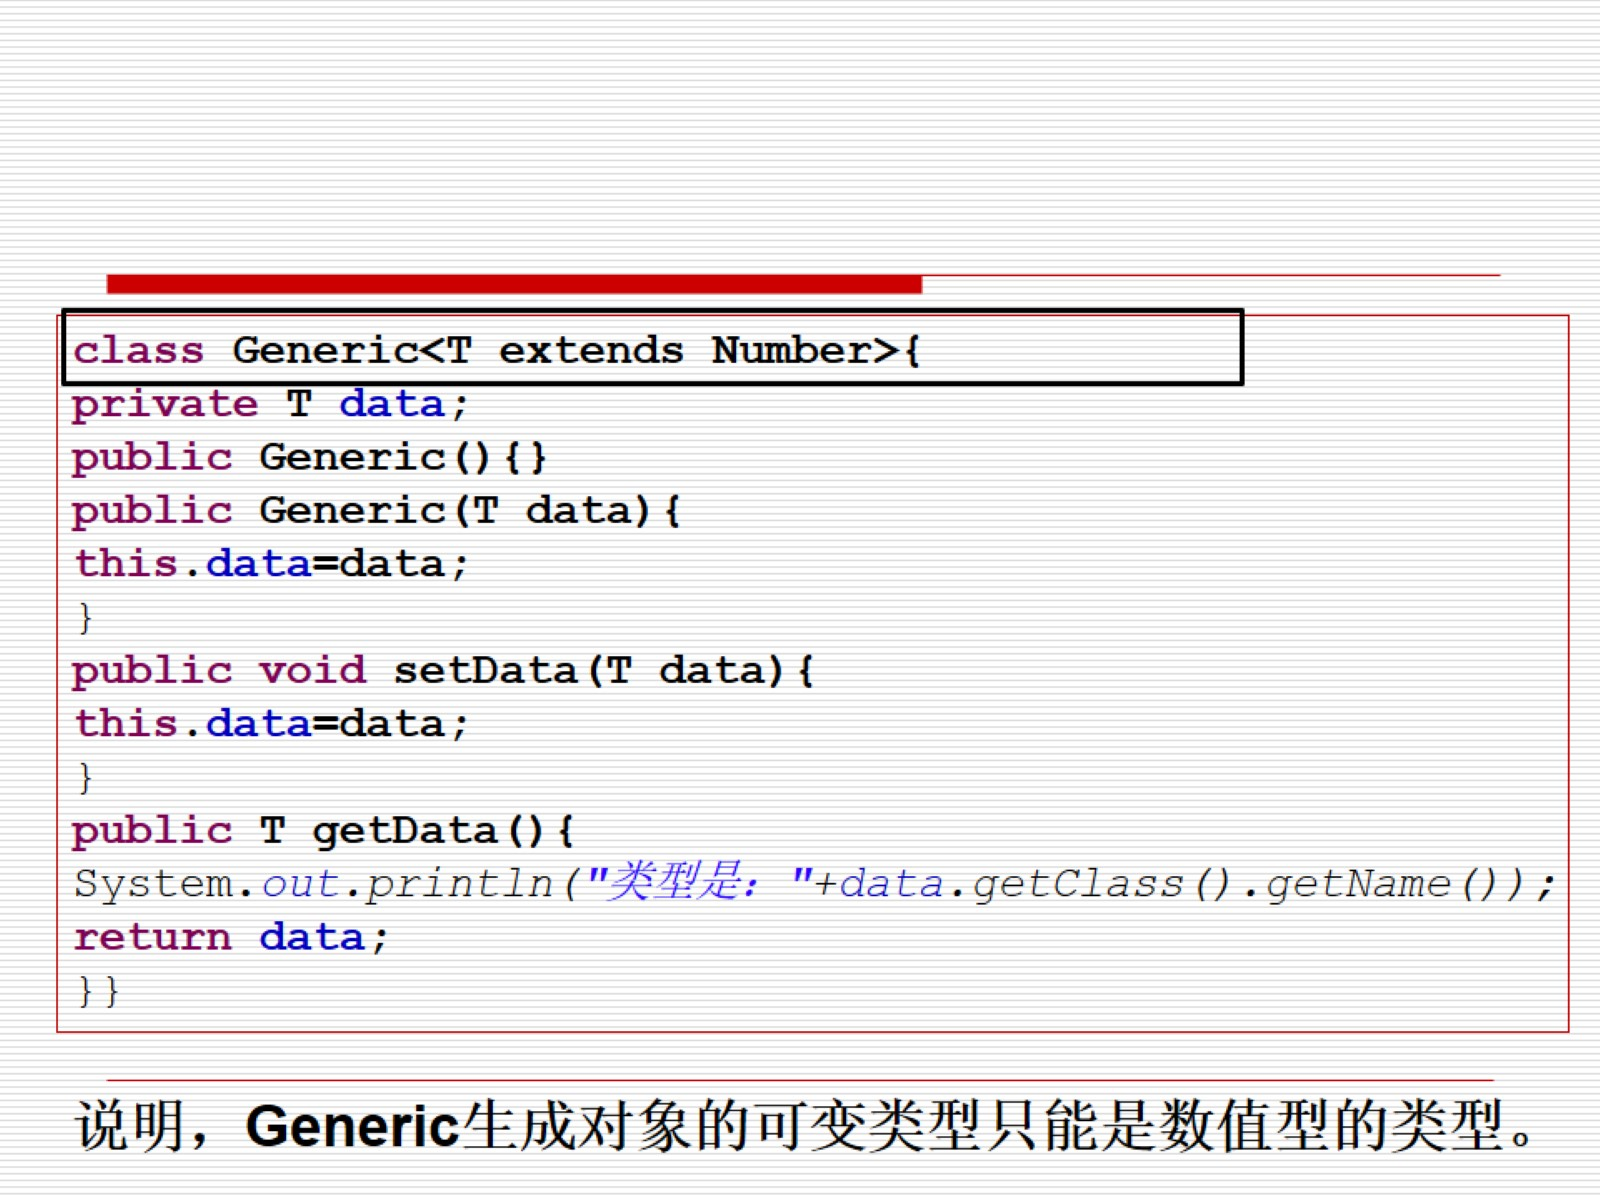 class Generic<T extends Number>{
private T data;
public Generic(){}
public Generic(T data){
this.data=data;
}
public void setData(T data){
this.data=data;
}
public T getData(){
System.out.println("类型是："+data.getClass().getName());
return data;
}}
说明，Generic生成对象的可变类型只能是数值型的类型。